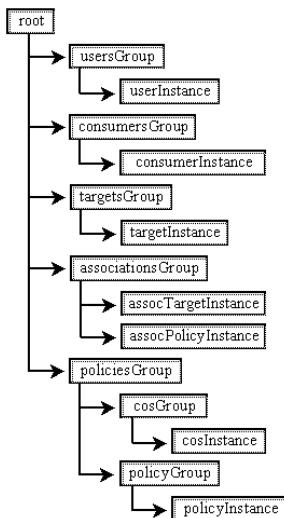 root
usersGroup
userInstance
consumersGroup
consumerInstance
targetsGroup
targetInstance
associationsGroup
assocTargetInstance
assocPolicyInstance
policiesGroup
cosGroup
cosInstance
policyGroup
policyInstance